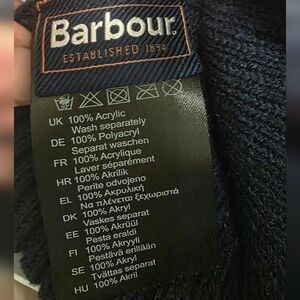 Barbour
ESTABLISHED 1894
UK 100% Acrylic
Wash separately
DE 100% Polyacryl
Separat waschen
FR 100% Acrylique
Laver séparément
HR 100% Akrilik
Perite odvojeno
EL 100% Ακρυλική
Να πλένεται ξεχωριστά
DK 100% Akryl
Vaskes separat
EE 100% Akrüül
Pesta eraldi
FI 100% Akryyli
Pestävä erillään
SE 100% Akryl
Tvättas separat
HU 100% Akril